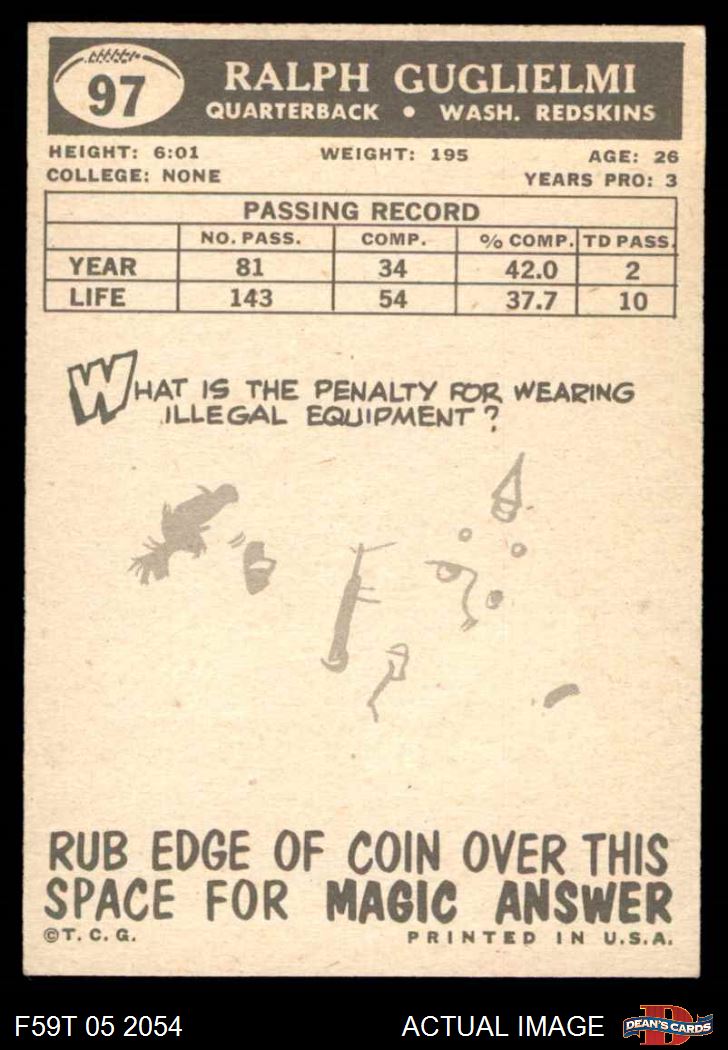 97
RALPH GUGLIELMI
QUARTERBACK • WASH. REDSKINS
HEIGHT: 6:01 WEIGHT: 195 AGE: 26
COLLEGE: NONE YEARS PRO: 3
PASSING RECORD
NO. PASS. COMP. % COMP. TD PASS.
YEAR 81 34 42.0 2
LIFE 143 54 37.7 10
WHAT IS THE PENALTY FOR WEARING
ILLEGAL EQUIPMENT?
RUB EDGE OF COIN OVER THIS
SPACE FOR MAGIC ANSWER
©T. C. G. PRINTED IN U.S.A.
F59T 05 2054 ACTUAL IMAGE D DEAN'S CARDS